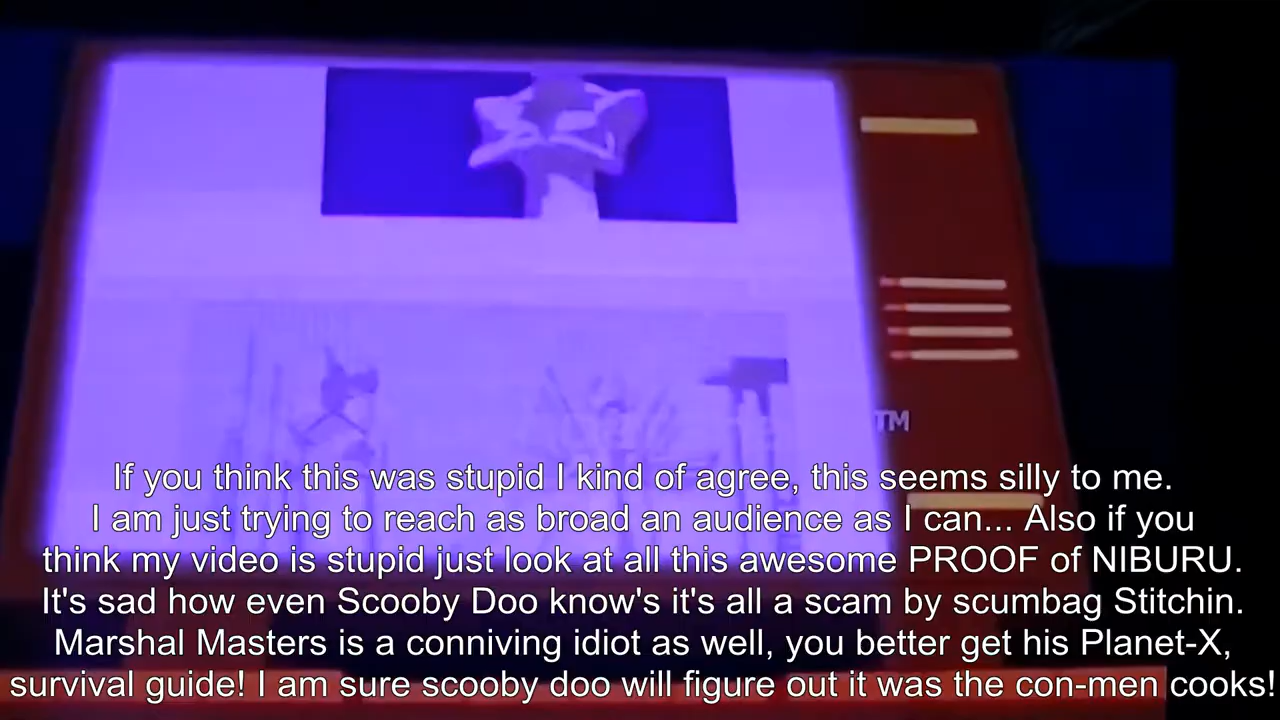 TM
If you think this was stupid I kind of agree, this seems silly to me.
I am just trying to reach as broad an audience as I can... Also if you
think my video is stupid just look at all this awesome PROOF of NIBURU.
It's sad how even Scooby Doo know's it's all a scam by scumbag Stitchin.
Marshal Masters is a conniving idiot as well, you better get his Planet-X,
survival guide! I am sure scooby doo will figure out it was the con-men cooks!